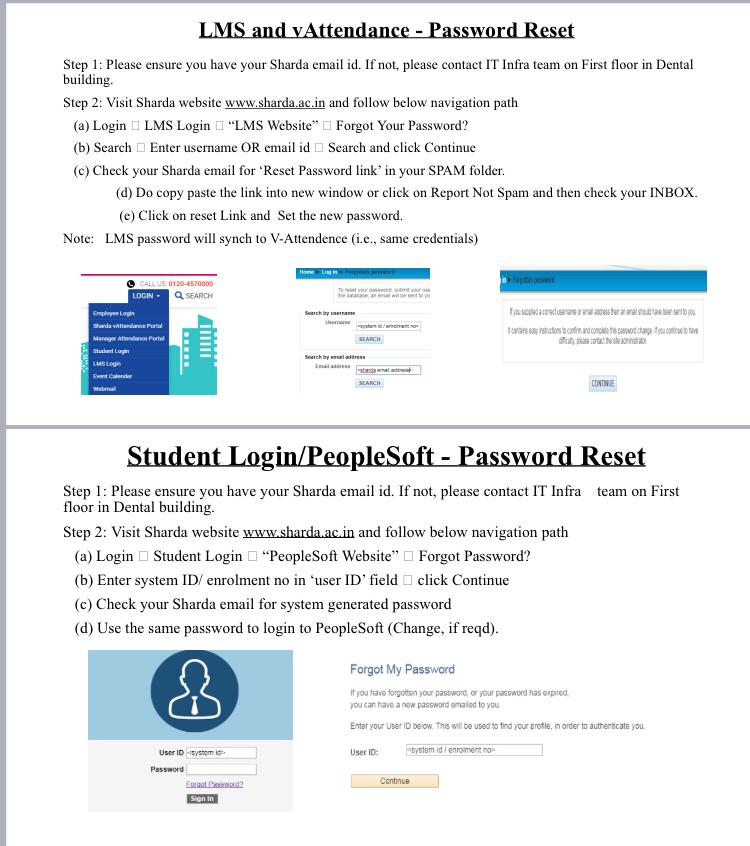 LMS and vAttendance - Password Reset
Step 1: Please ensure you have your Sharda email id. If not, please contact IT Infra team on First floor in Dental
building.
Step 2: Visit Sharda website www.sharda.ac.in and follow below navigation path
(a) Login □ LMS Login □ “LMS Website” □ Forgot Your Password?
(b) Search □ Enter username OR email id □ Search and click Continue
(c) Check your Sharda email for ‘Reset Password link’ in your SPAM folder.
(d) Do copy paste the link into new window or click on Report Not Spam and then check your INBOX.
(e) Click on reset Link and Set the new password.
Note: LMS password will synch to V-Attendence (i.e., same credentials)
CALL US: 0120-4570000
LOGIN SEARCH
Employee Login
Sharda vAttendance Portal
Manager Attendance Portal
Student Login
LMS Login
Event Calender
Webmail
Home Log in Forgotten password
To reset your password, submit your use
the database, an email will be sent to yo
Search by username
Username <system id / enrolment no>
SEARCH
Search by email address
Email address <sharda email address>
SEARCH
in Forgotten password
If you supplied a correct username or email address then an email should have been sent to you.
It contains easy instructions to confirm and complete this password change. If you continue to have
difficulty, please contact the site administrator.
CONTINUE
Student Login/PeopleSoft - Password Reset
Step 1: Please ensure you have your Sharda email id. If not, please contact IT Infra team on First
floor in Dental building.
Step 2: Visit Sharda website www.sharda.ac.in and follow below navigation path
(a) Login □ Student Login □ “PeopleSoft Website” □ Forgot Password?
(b) Enter system ID/ enrolment no in ‘user ID’ field □ click Continue
(c) Check your Sharda email for system generated password
(d) Use the same password to login to PeopleSoft (Change, if reqd).
User ID <system id>
Password
Forgot Password?
Sign In
Forgot My Password
If you have forgotten your password, or your password has expired,
you can have a new password emailed to you.
Enter your User ID below. This will be used to find your profile, in order to authenticate you.
User ID: <system id / enrolment no>
Continue